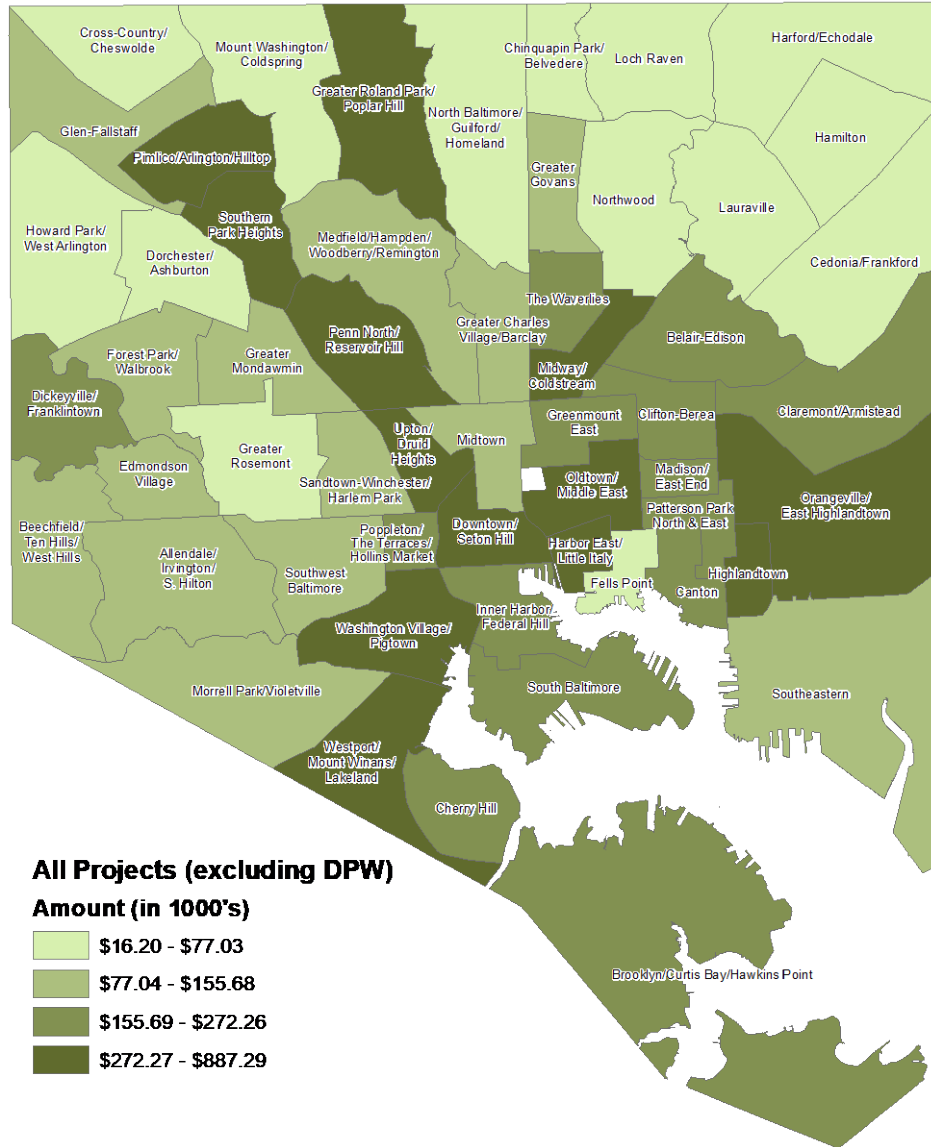 Cross-Country/
Cheswolde
Mount Washington/
Coldspring
Greater Roland Park/
Poplar Hill
North Baltimore/
Guilford/
Homeland
Chinquapin Park/
Belvedere
Loch Raven
Harford/Echodale
Hamilton
Glen-Fallstaff
Pimlico/Arlington/Hilltop
Greater
Govans
Northwood
Lauraville
Southern
Park Heights
Howard Park/
West Arlington
Dorchester/
Ashburton
Medfield/Hampden/
Woodberry/Remington
Cedonia/Frankford
The Waverlies
Penn North/
Reservoir Hill
Greater Charles
Village/Barclay
Belair-Edison
Forest Park/
Walbrook
Greater
Mondawmin
Midway/
Coldstream
Dickeyville/
Franklintown
Greenmount
East
Clifton-Berea
Claremont/Armistead
Greater
Rosemont
Upton/
Druid
Heights
Midtown
Edmondson
Village
Sandtown-Winchester/
Harlem Park
Oldtown/
Middle East
Madison/
East End
Orangeville/
East Highlandtown
Beechfield/
Ten Hills/
West Hills
Allendale/
Irvington/
S. Hilton
Southwest
Baltimore
Poppleton/
The Terraces/
Hollins Market
Downtown/
Seton Hill
Harbor East/
Little Italy
Patterson Park
North & East
Fells Point
Canton
Highlandtown
Inner Harbor/
Federal Hill
Washington Village/
Pigtown
South Baltimore
Morrell Park/Violetville
Southeastern
Westport/
Mount Winans/
Lakeland
Cherry Hill
Brooklyn/Curtis Bay/Hawkins Point
All Projects (excluding DPW)
Amount (in 1000's)
$16.20 - $77.03
$77.04 - $155.68
$155.69 - $272.26
$272.27 - $887.29